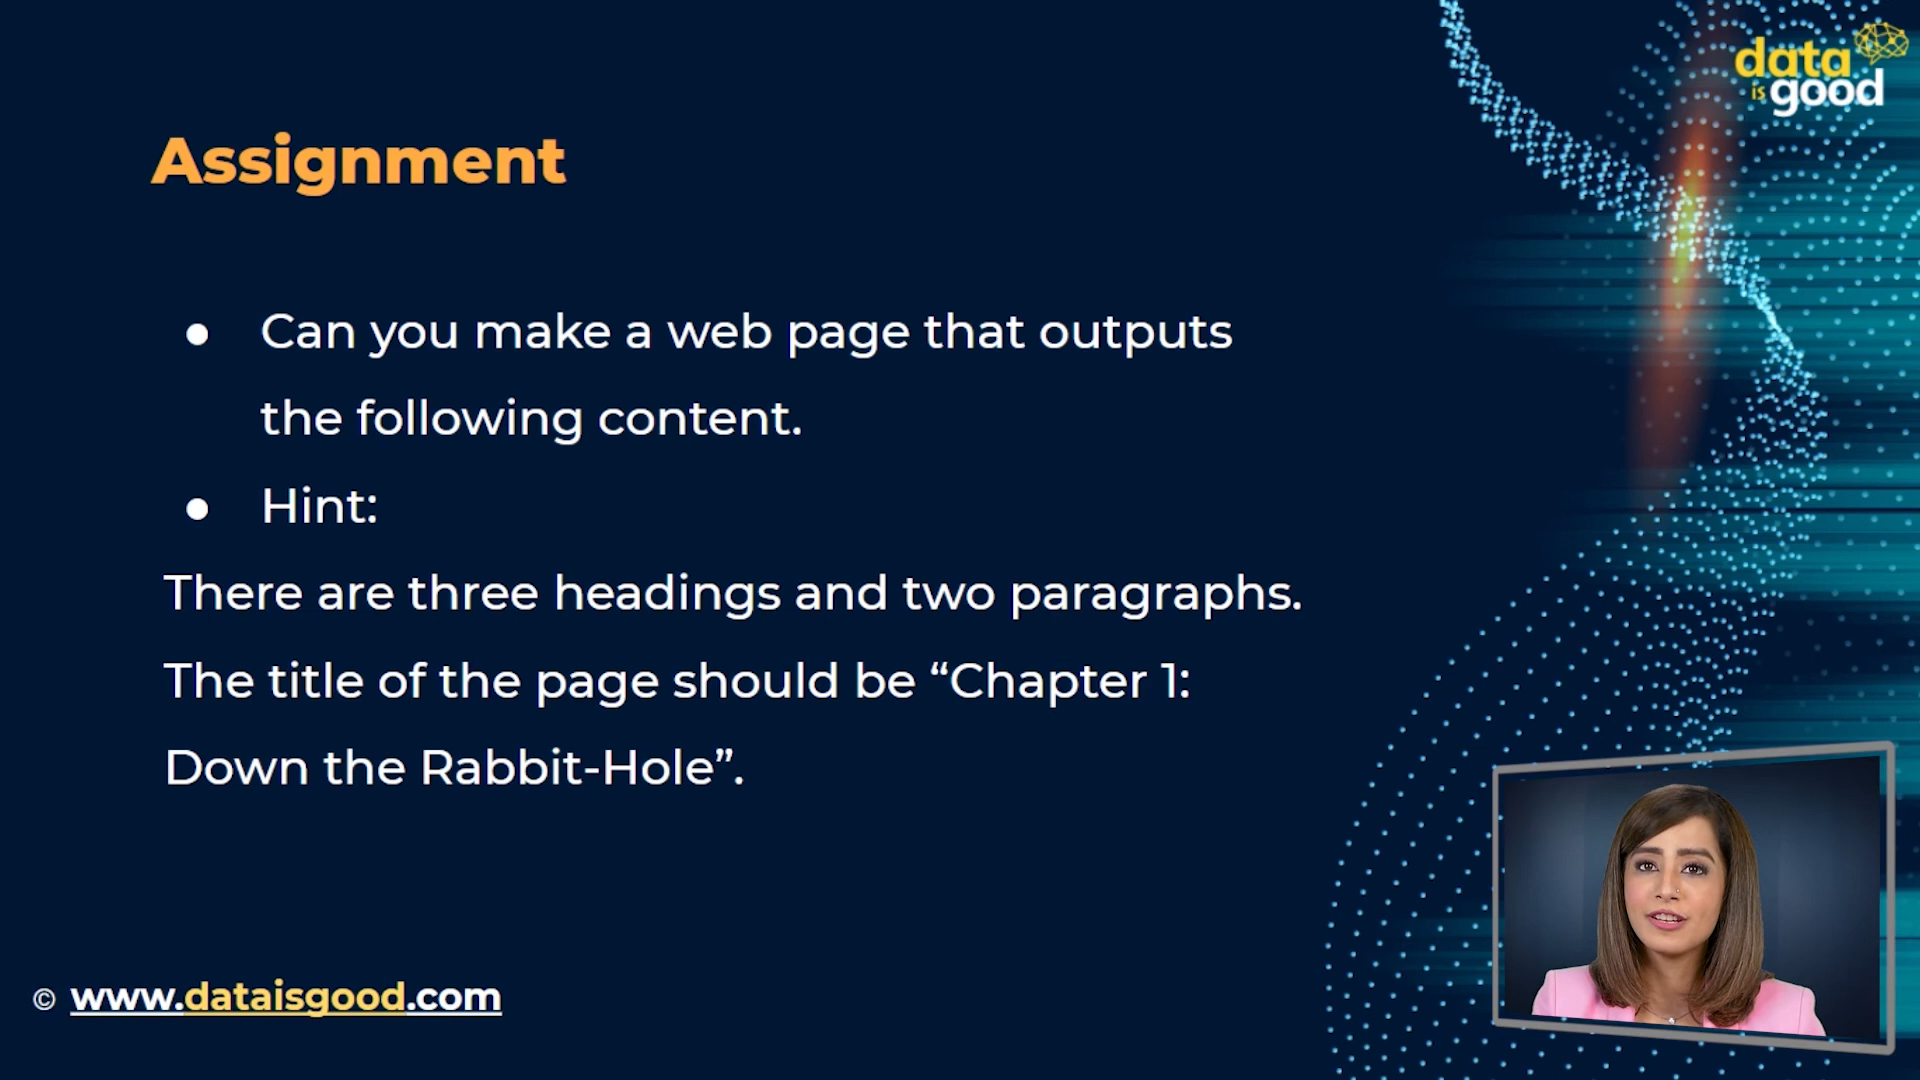 data
is good
Assignment
● Can you make a web page that outputs
the following content.
● Hint:
There are three headings and two paragraphs.
The title of the page should be “Chapter 1:
Down the Rabbit-Hole”.
© www.dataisgood.com